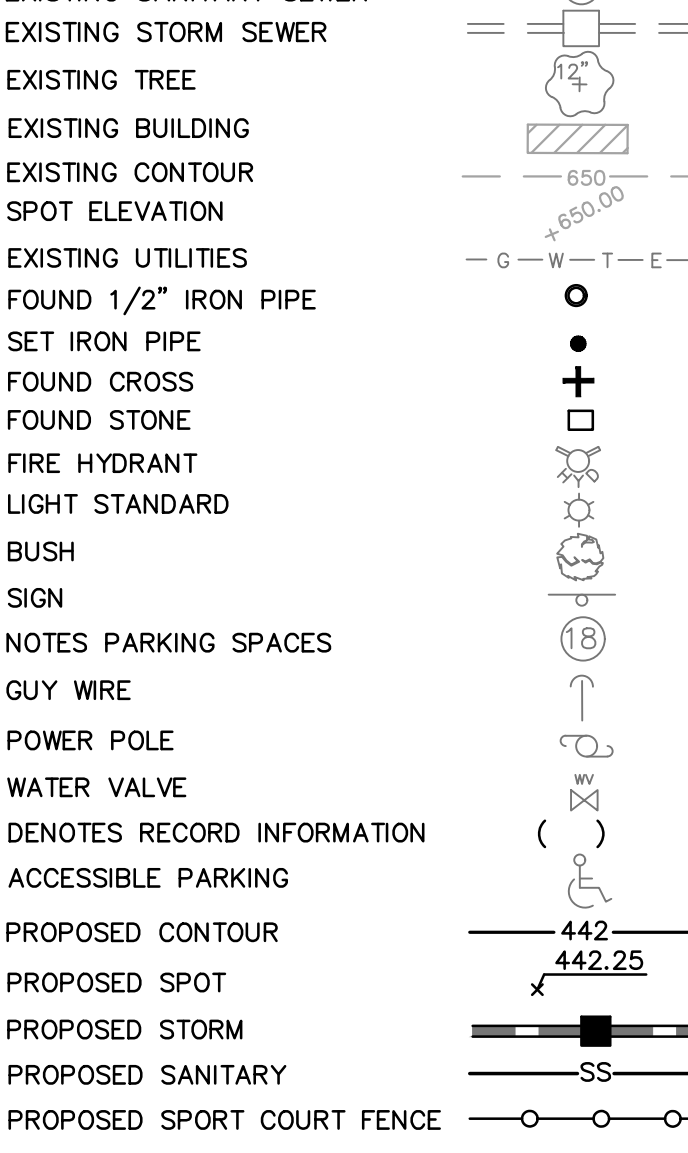 EXISTING SANITARY SEWER
EXISTING STORM SEWER
EXISTING TREE 12"
EXISTING BUILDING
EXISTING CONTOUR 650
SPOT ELEVATION +650.00
EXISTING UTILITIES G W T E
FOUND 1/2" IRON PIPE
SET IRON PIPE
FOUND CROSS
FOUND STONE
FIRE HYDRANT HYD
LIGHT STANDARD
BUSH
SIGN
NOTES PARKING SPACES 18
GUY WIRE
POWER POLE
WATER VALVE WV
DENOTES RECORD INFORMATION ( )
ACCESSIBLE PARKING
PROPOSED CONTOUR 442
PROPOSED SPOT 442.25
PROPOSED STORM
PROPOSED SANITARY SS
PROPOSED SPORT COURT FENCE